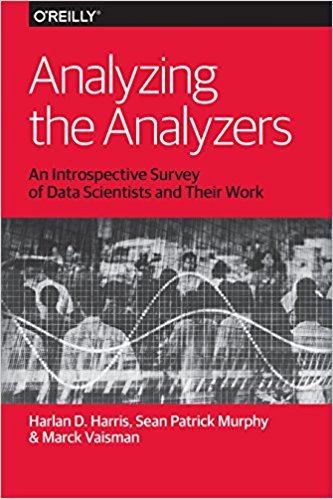 O'REILLY®
Analyzing
the Analyzers
An Introspective Survey
of Data Scientists and Their Work
Harlan D. Harris, Sean Patrick Murphy
& Marck Vaisman